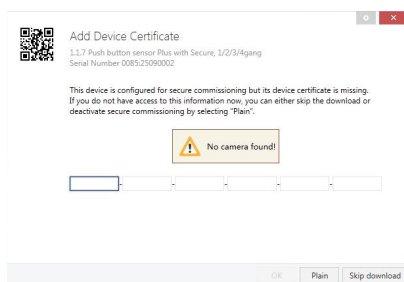 Add Device Certificate
1.1.7 Push button sensor Plus with Secure, 1/2/3/4gang
Serial Number 0085:25090002
This device is configured for secure commissioning but its device certificate is missing.
If you do not have access to this information now, you can either skip the download or
deactivate secure commissioning by selecting "Plain".
No camera found!
- - - - -
OK Plain Skip download